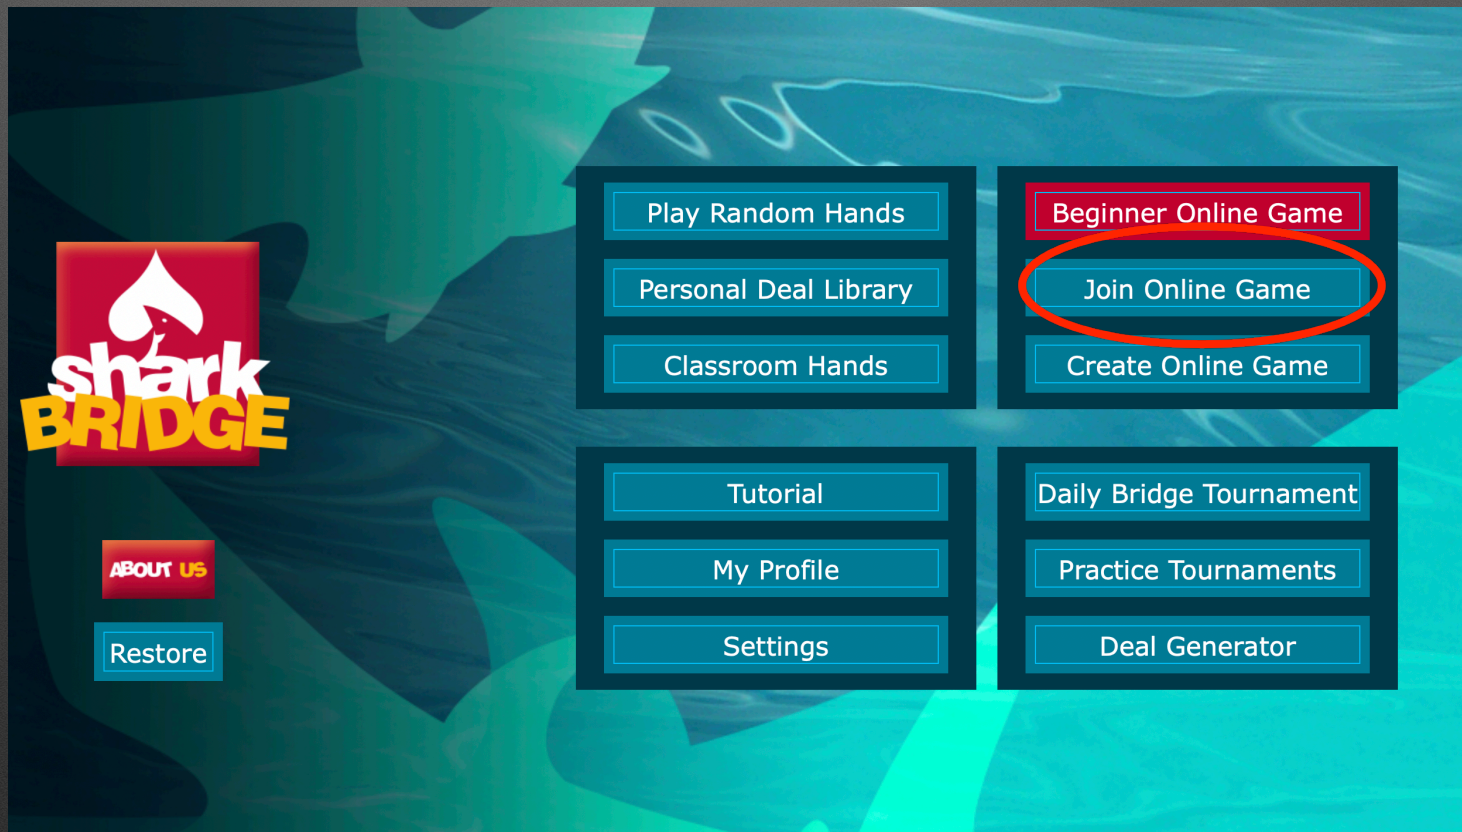 shark
BRIDGE
ABOUT US
Restore
Play Random Hands
Personal Deal Library
Classroom Hands
Beginner Online Game
Join Online Game
Create Online Game
Tutorial
My Profile
Settings
Daily Bridge Tournament
Practice Tournaments
Deal Generator